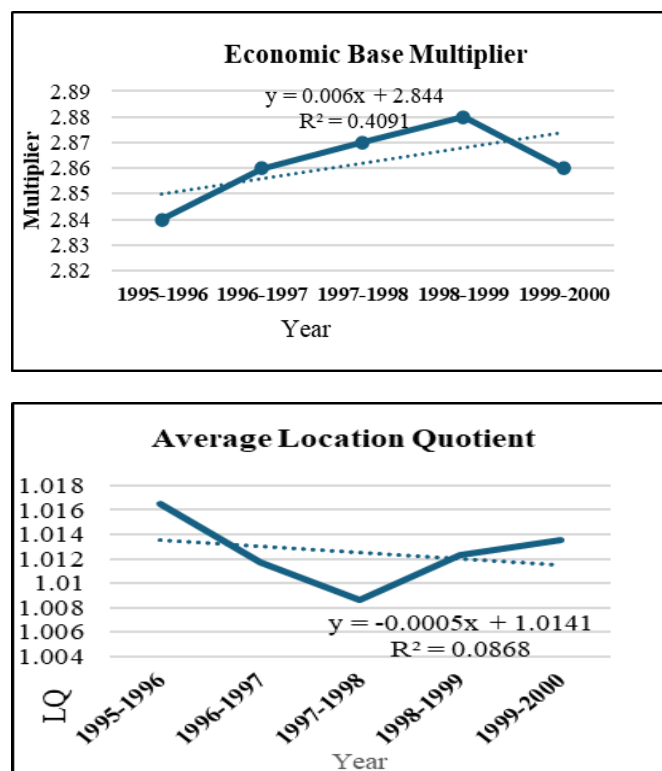 Economic Base Multiplier
y = 0.006x + 2.844
R² = 0.4091
2.89
2.88
2.87
2.86
2.85
2.84
2.83
2.82
Multiplier
1995-1996 1996-1997 1997-1998 1998-1999 1999-2000
Year
Average Location Quotient
1.018
1.016
1.014
1.012
1.01
1.008
1.006
1.004
y = -0.0005x + 1.0141
R² = 0.0868
LQ
1995-1996 1996-1997 1997-1998 1998-1999 1999-2000
Year